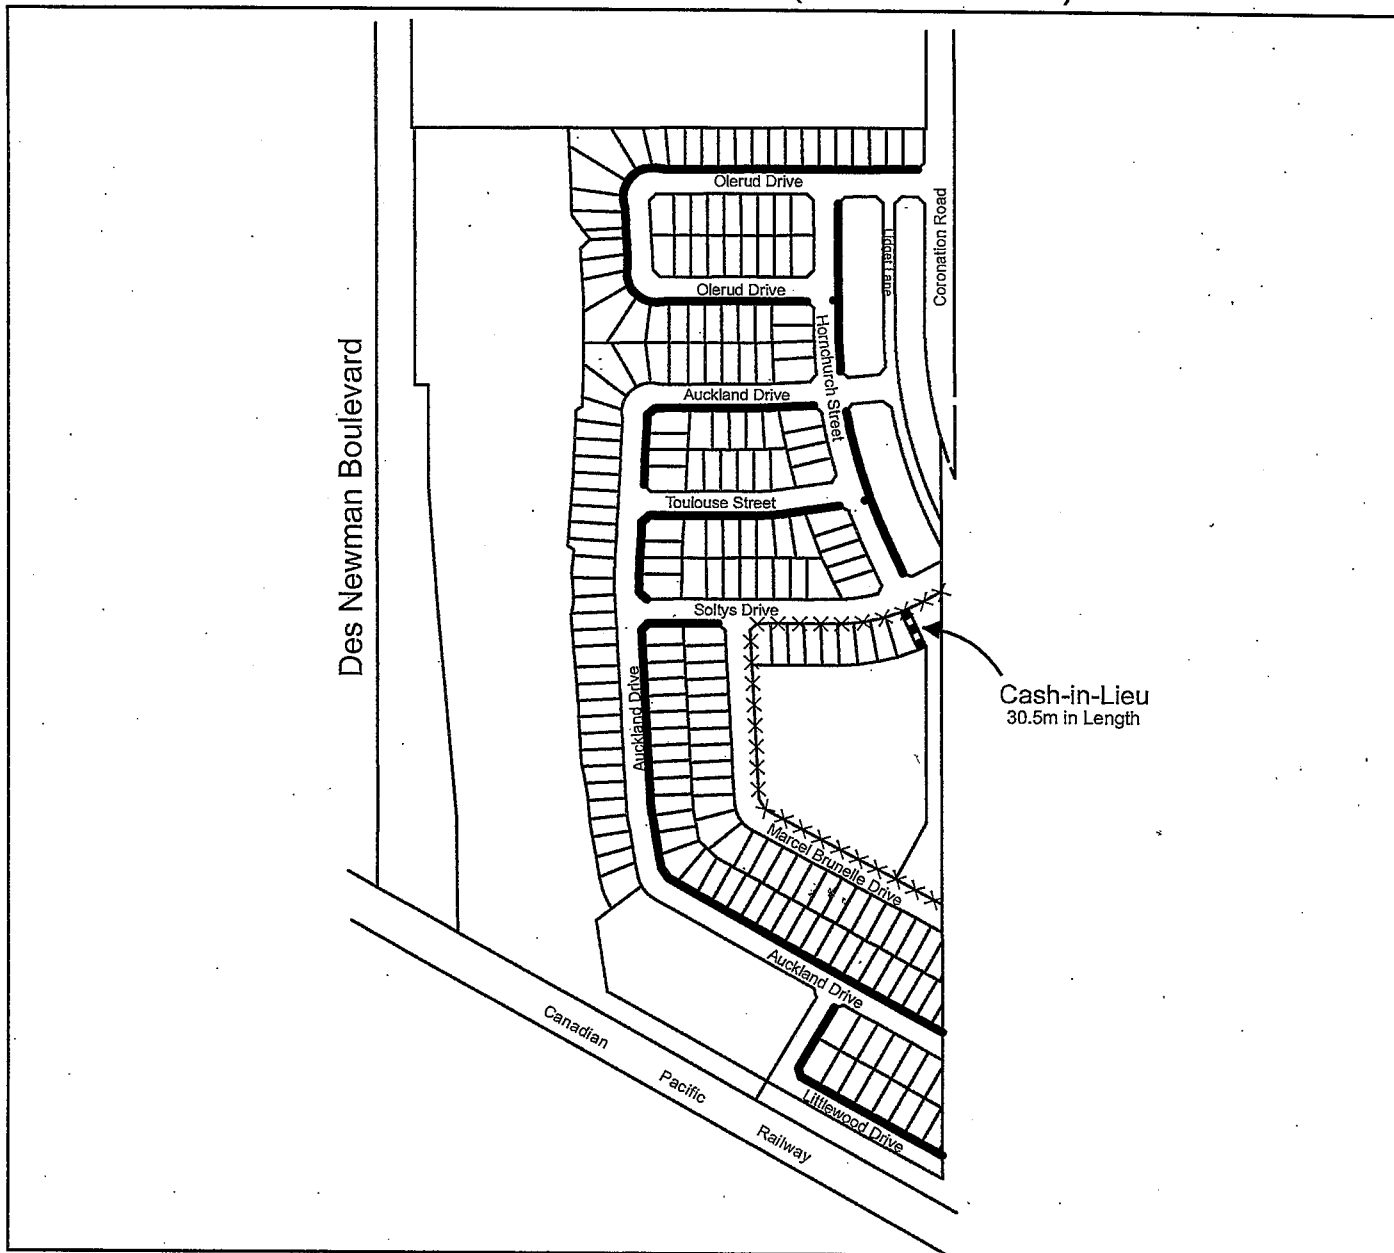 Olerud Drive
Lidget Lane
Coronation Road
Olerud Drive
Hornchurch Street
Des Newman Boulevard
Auckland Drive
Toulouse Street
Soltys Drive
Auckland Drive
Cash-in-Lieu
30.5m in Length
Marcel Brunelle Drive
Auckland Drive
Canadian
Pacific
Railway
Littlewood Drive